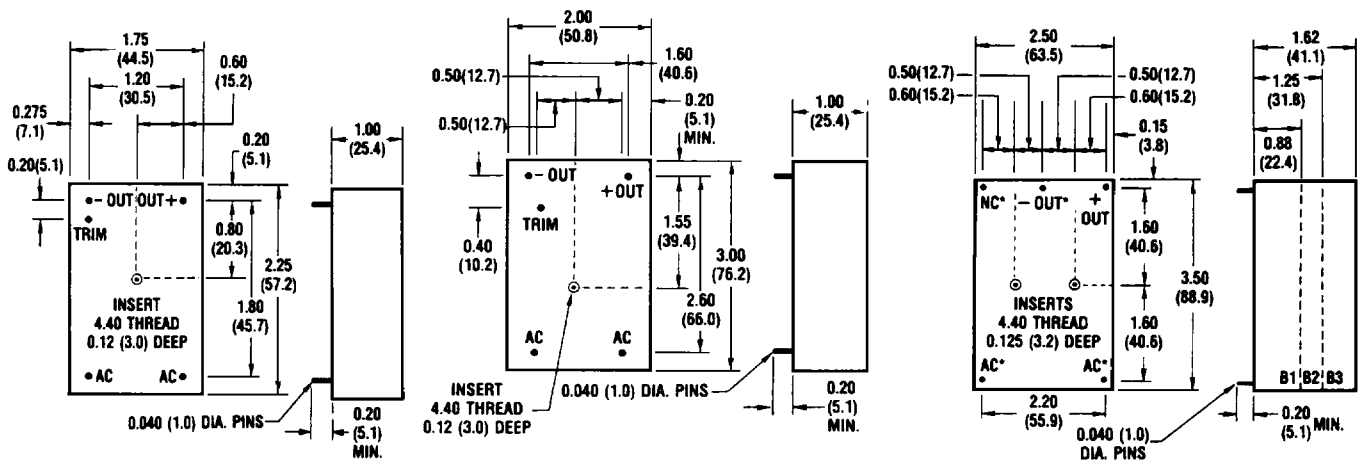 1.75
(44.5)
1.20
(30.5)
0.60
(15.2)
0.275
(7.1)
0.20(5.1)
0.20
(5.1)
- OUT OUT+
TRIM
0.80
(20.3)
2.25
(57.2)
INSERT
4.40 THREAD
0.12 (3.0) DEEP
1.80
(45.7)
AC AC
0.040 (1.0) DIA. PINS
1.00
(25.4)
0.20
(5.1)
MIN.
2.00
(50.8)
1.60
(40.6)
0.50(12.7)
0.50(12.7)
0.20
(5.1)
MIN.
- OUT
+ OUT
TRIM
0.40
(10.2)
1.55
(39.4)
3.00
(76.2)
2.60
(66.0)
AC AC
INSERT
4.40 THREAD
0.12 (3.0) DEEP
0.040 (1.0) DIA. PINS
1.00
(25.4)
0.20
(5.1)
MIN.
2.50
(63.5)
0.50(12.7) 0.50(12.7)
0.60(15.2) 0.60(15.2)
0.15
(3.8)
NC* - OUT* +
OUT
1.60
(40.6)
3.50
(88.9)
INSERTS
4.40 THREAD
0.125 (3.2) DEEP
1.60
(40.6)
AC* AC*
2.20
(55.9)
0.040 (1.0)
DIA. PINS
1.62
(41.1)
1.25
(31.8)
0.88
(22.4)
B1 B2 B3
0.20
(5.1) MIN.